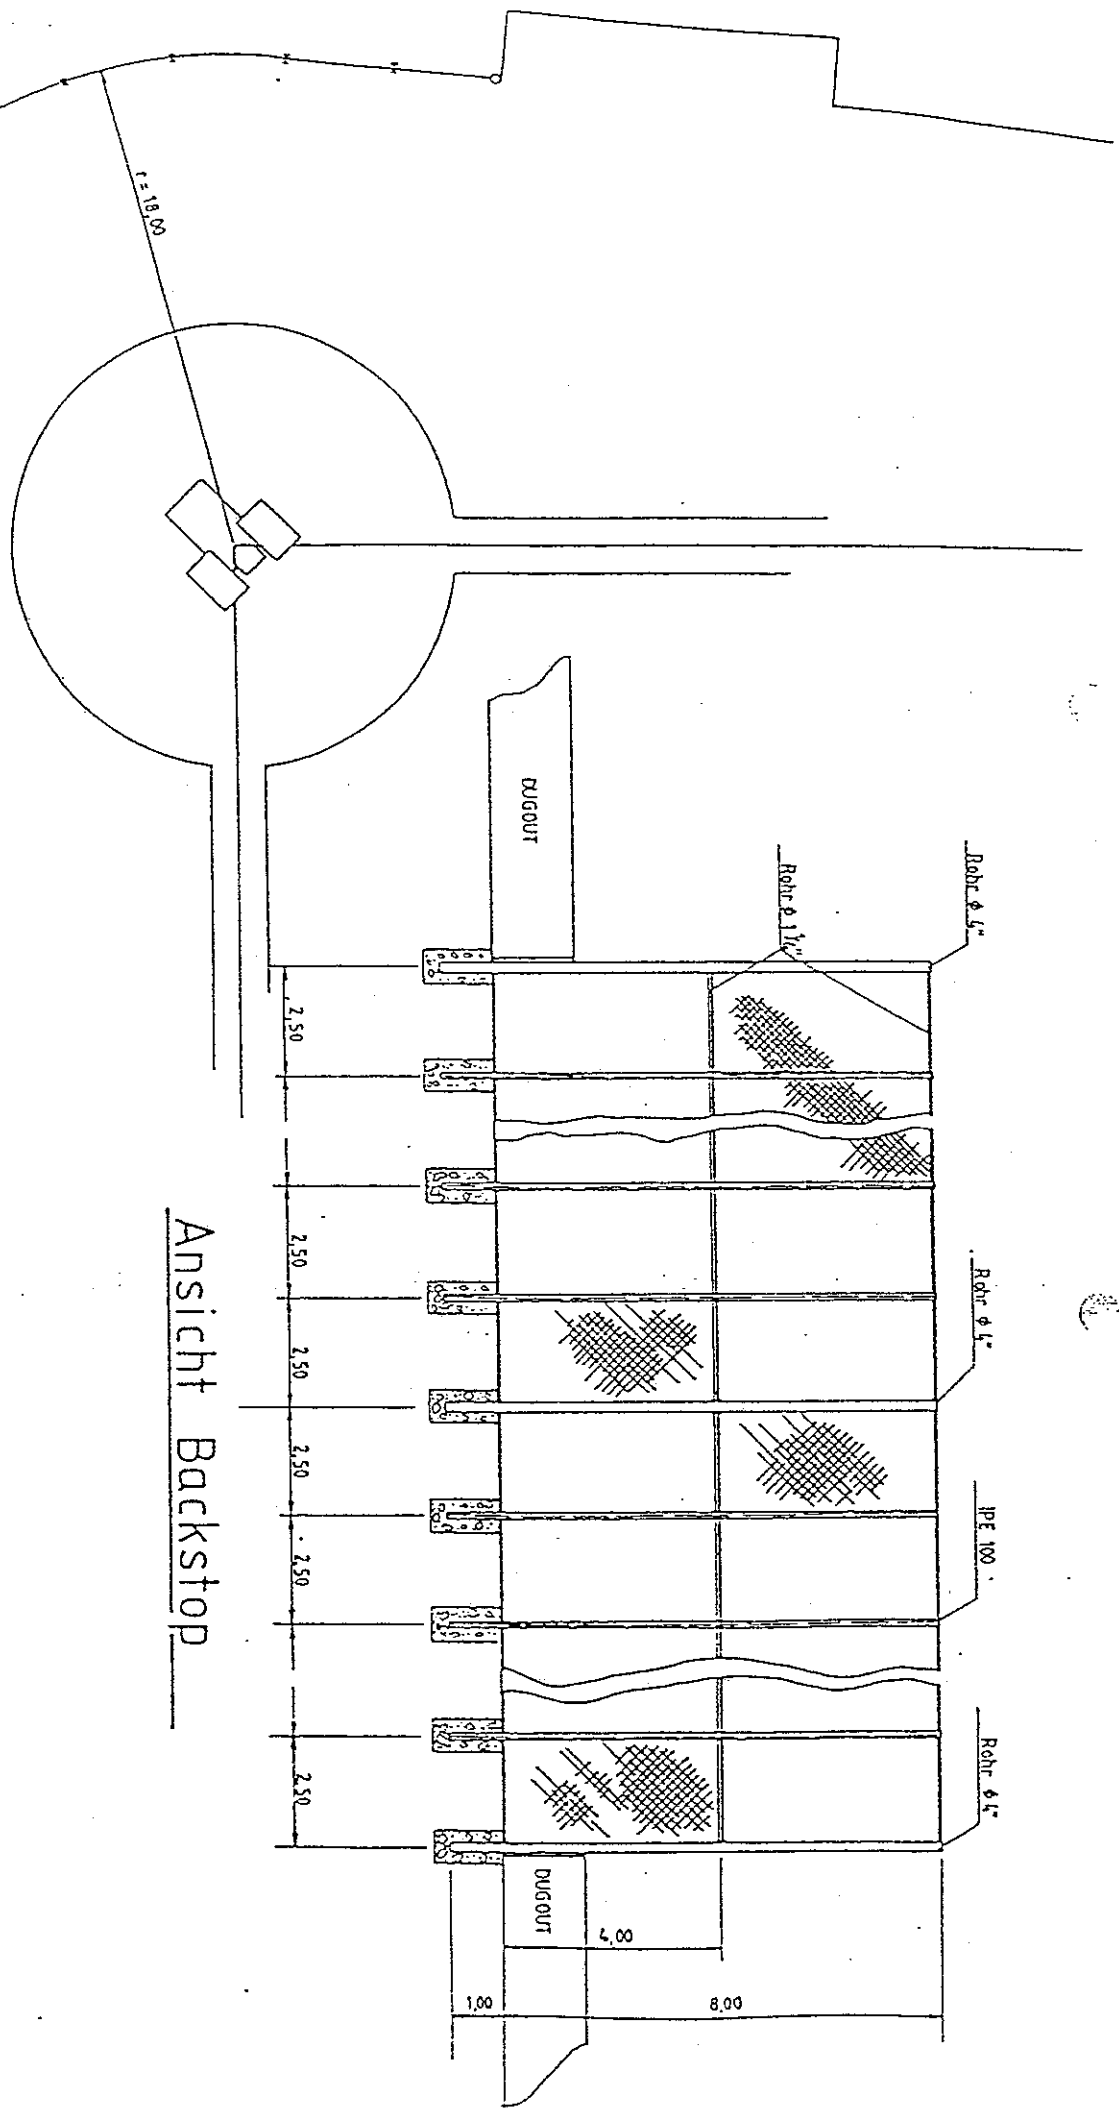 r = 18,00
DUGOUT
Rohr ϕ 4"
Rohr ϕ 1 1/4"
Rohr ϕ 4"
IPE 100
Rohr ϕ 4"
2,50
2,50
2,50
2,50
2,50
2,50
DUGOUT
4,00
1,00
8,00
Ansicht Backstop